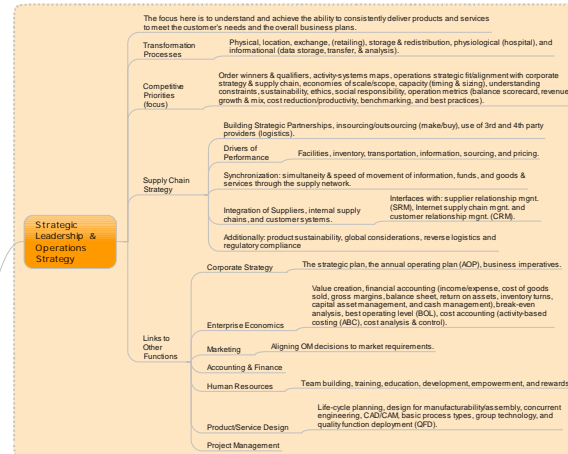 The focus here is to understand and achieve the ability to consistently deliver products and services
to meet the customer's needs and the overall business plans.
Transformation
Processes
Physical, location, exchange, (retailing), storage & redistribution, physiological (hospital), and
informational (data storage, transfer, & analysis).
Competitive
Priorities
(focus)
Order winners & qualifiers, activity-systems maps, operations strategic fit/alignment with corporate
strategy & supply chain, economies of scale/scope, capacity (timing & sizing), understanding
constraints, sustainability, ethics, social responsibility, operation metrics (balance scorecard, revenue
growth & mix, cost reduction/productivity, benchmarking, and best practices).
Supply Chain
Strategy
Building Strategic Partnerships, insourcing/outsourcing (make/buy), use of 3rd and 4th party
providers (logistics).
Drivers of
Performance
Facilities, inventory, transportation, information, sourcing, and pricing.
Synchronization: simultaneity & speed of movement of information, funds, and goods &
services through the supply network.
Integration of Suppliers, internal supply
chains, and customer systems.
Interfaces with: supplier relationship mgnt.
(SRM), Internet supply chain mgnt. and
customer relationship mgnt. (CRM).
Additionally: product sustainability, global considerations, reverse logistics and
regulatory compliance
Strategic
Leadership &
Operations
Strategy
Links to
Other
Functions
Corporate Strategy
The strategic plan, the annual operating plan (AOP), business imperatives.
Enterprise Economics
Value creation, financial accounting (income/expense, cost of goods
sold, gross margins, balance sheet, return on assets, inventory turns,
capital asset management, and cash management), break-even
analysis, best operating level (BOL), cost accounting (activity-based
costing (ABC), cost analysis & control).
Marketing
Aligning OM decisions to market requirements.
Accounting & Finance
Human Resources
Team building, training, education, development, empowerment, and rewards
Product/Service Design
Life-cycle planning, design for manufacturability/assembly, concurrent
engineering, CAD/CAM, basic process types, group technology, and
quality function deployment (QFD).
Project Management